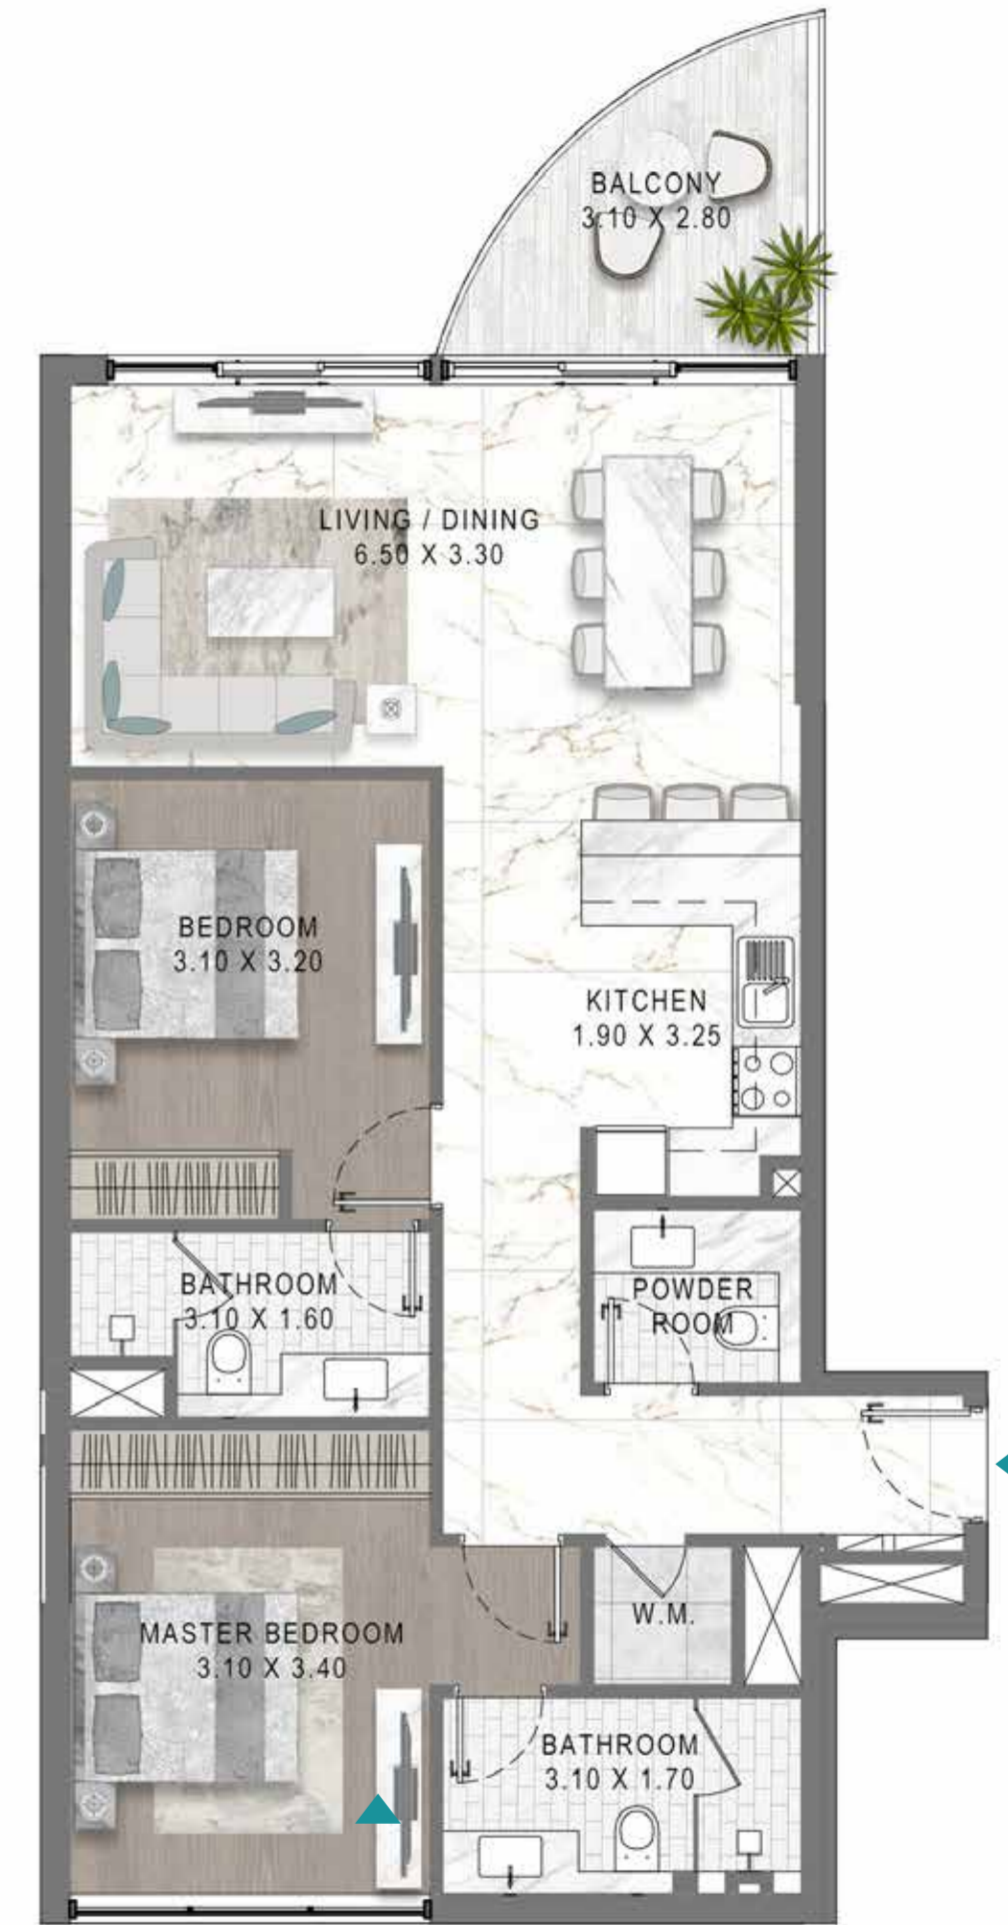 BALCONY
3.10 X 2.80
LIVING / DINING
6.50 X 3.30
BEDROOM
3.10 X 3.20
KITCHEN
1.90 X 3.25
BATHROOM
3.10 X 1.60
POWDER
ROOM
W.M.
MASTER BEDROOM
3.10 X 3.40
BATHROOM
3.10 X 1.70